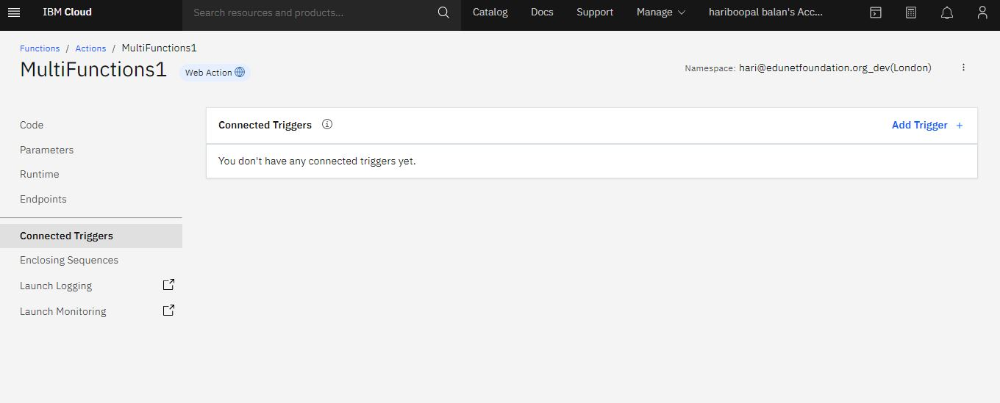 IBM Cloud Search resources and products... Catalog Docs Support Manage hariboopal balan's Acc...
Functions / Actions / MultiFunctions1
MultiFunctions1 Web Action Namespace: hari@edunetfoundation.org_dev(London)
Code
Parameters
Runtime
Endpoints
Connected Triggers
Enclosing Sequences
Launch Logging
Launch Monitoring
Connected Triggers Add Trigger +
You don't have any connected triggers yet.